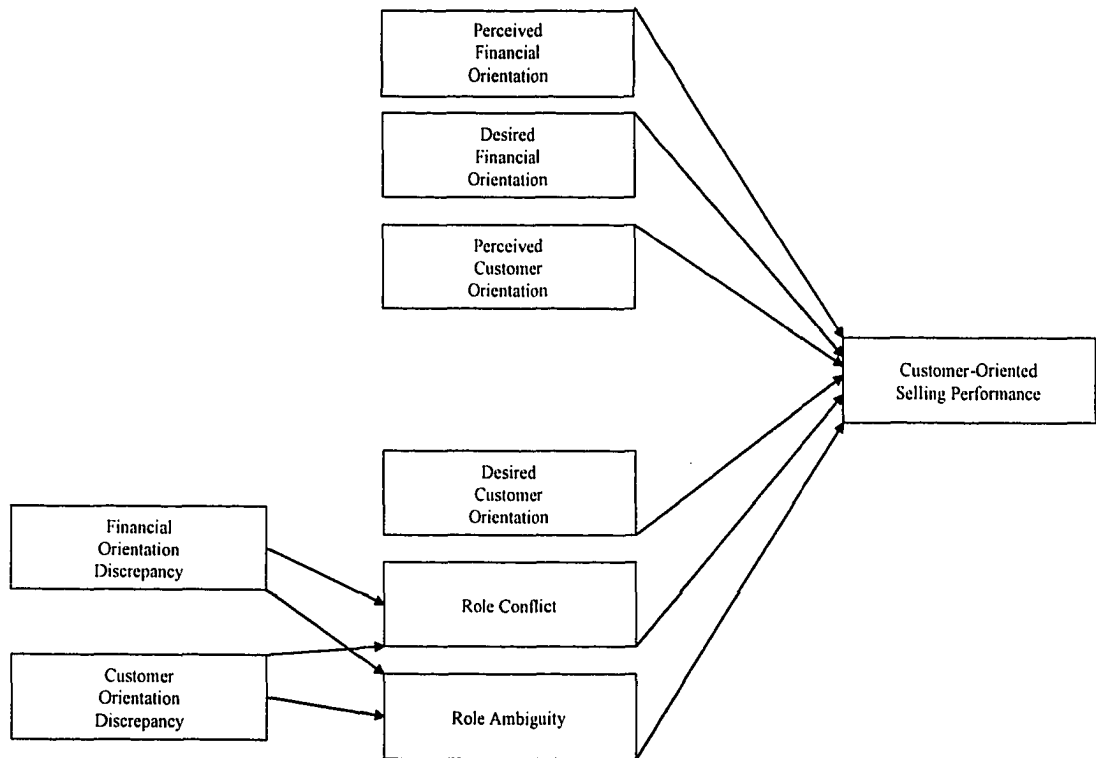 Perceived
Financial
Orientation
Desired
Financial
Orientation
Perceived
Customer
Orientation
Customer-Oriented
Selling Performance
Desired
Customer
Orientation
Financial
Orientation
Discrepancy
Role Conflict
Customer
Orientation
Discrepancy
Role Ambiguity